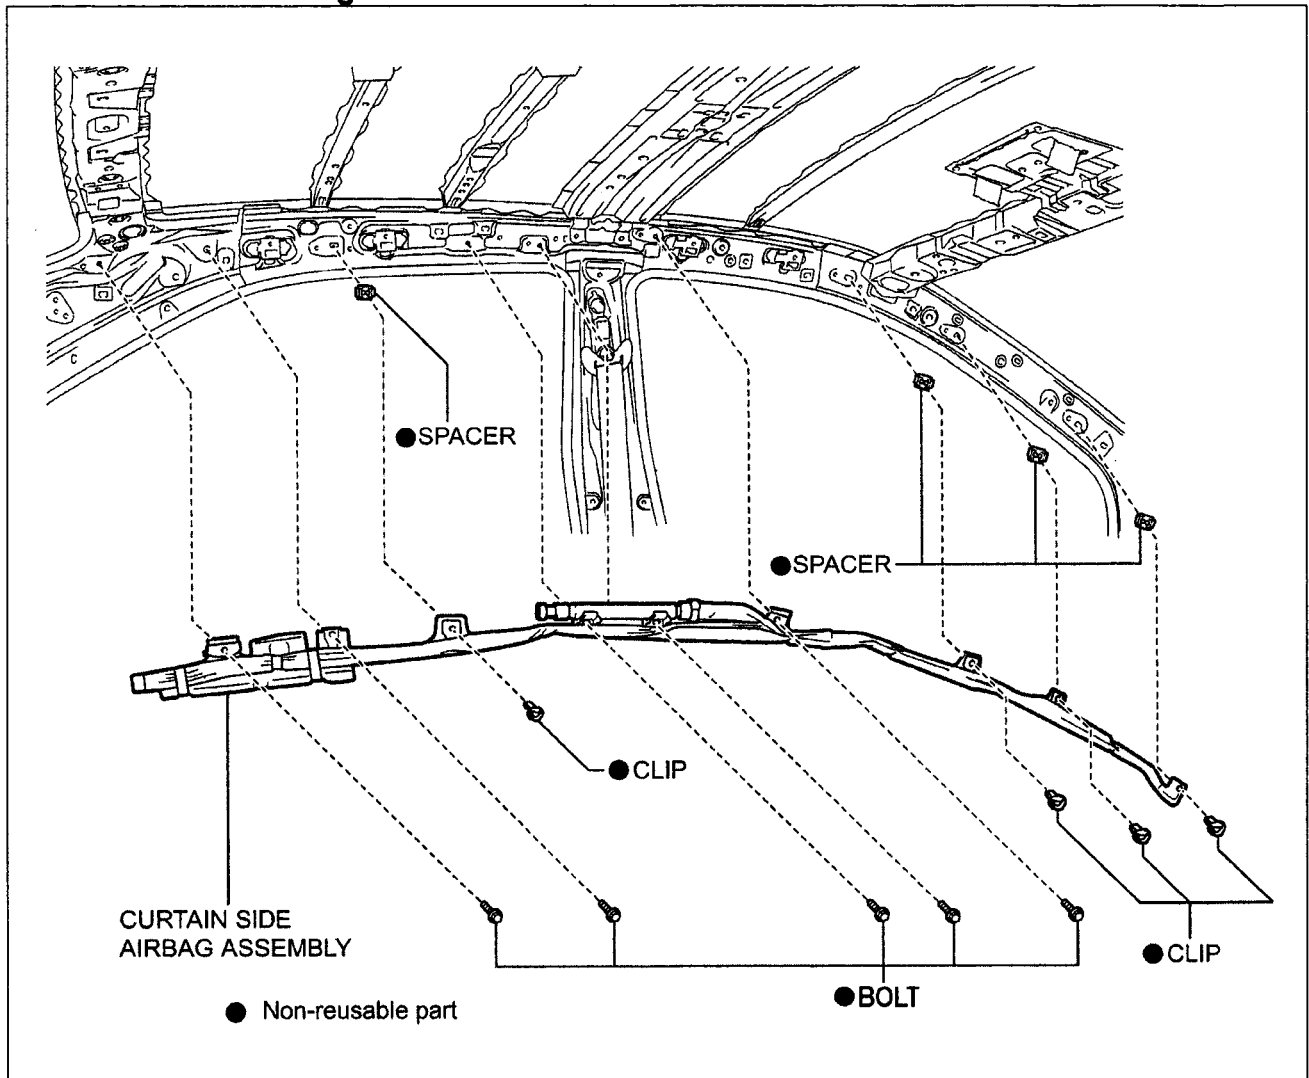 ●SPACER
●SPACER
●CLIP
CURTAIN SIDE
AIRBAG ASSEMBLY
●CLIP
●BOLT
● Non-reusable part